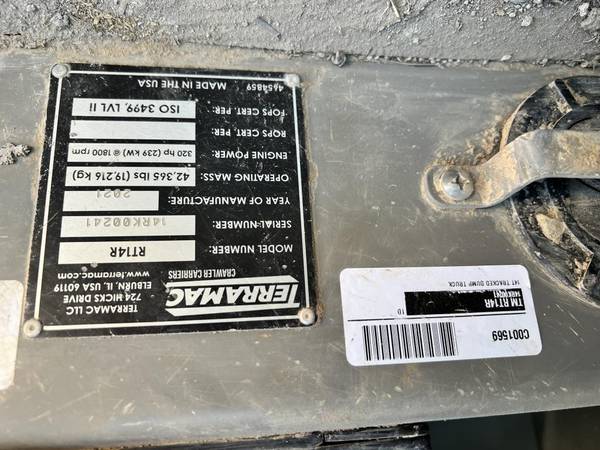 TERRAMAC
CRAWLER CARRIERS
TERRAMAC LLC
724 HICKS DRIVE
ELBURN, IL USA 60119
www.terramac.com
MODEL NUMBER: RT14R
SERIAL NUMBER: 14RK00241
YEAR OF MANUFACTURE: 2021
OPERATING MASS: 42,365 lbs (19,216 kg)
ENGINE POWER: 320 hp (239 kW) @ 1800 rpm
ROPS CERT. PER:
FOPS CERT. PER: ISO 3499, LVL II
4654859 MADE IN THE USA
C001569
TM RT14R
10
14T TRACKED DUMP TRUCK